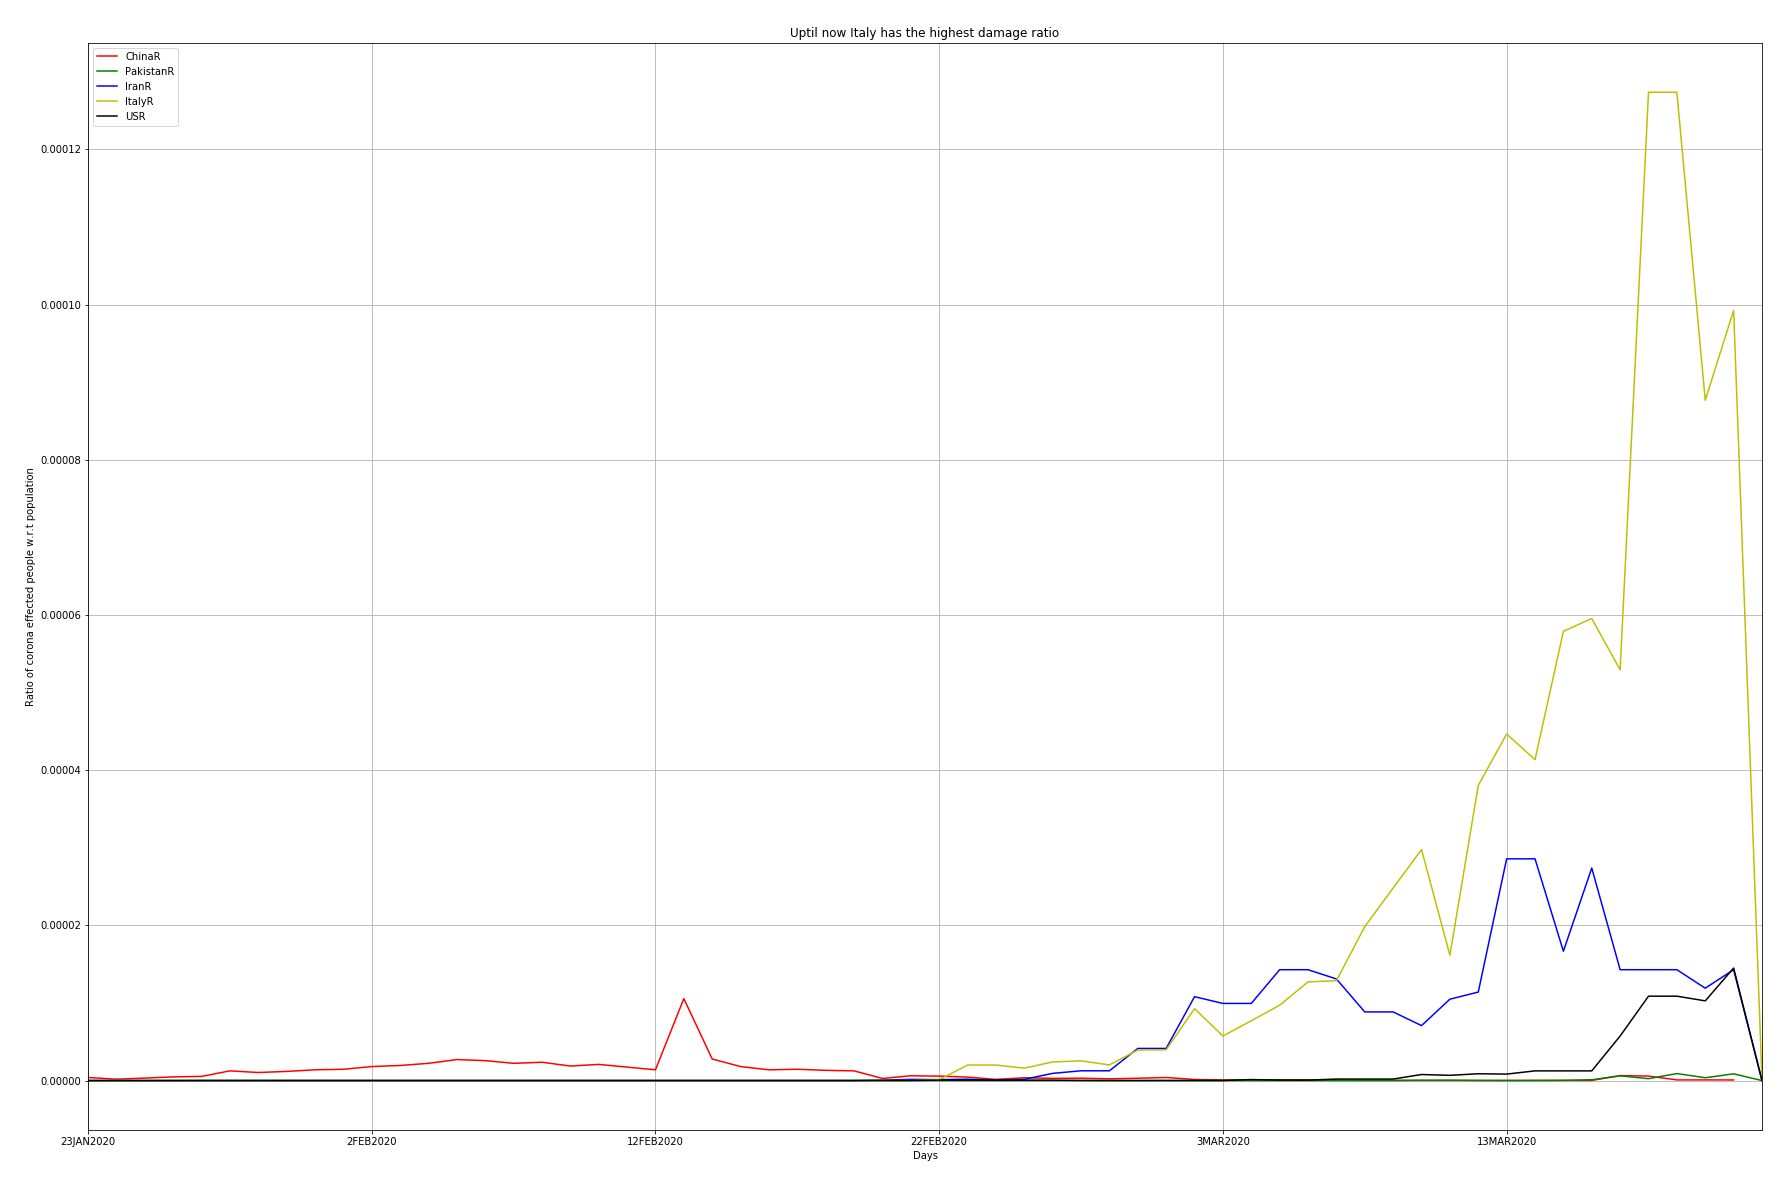 Uptil now Italy has the highest damage ratio
ChinaR
PakistanR
IranR
ItalyR
USR
0.00012
0.00010
0.00008
0.00006
0.00004
0.00002
0.00000
Ratio of corona effected people w.r.t population
23JAN2020
2FEB2020
12FEB2020
22FEB2020
3MAR2020
13MAR2020
Days